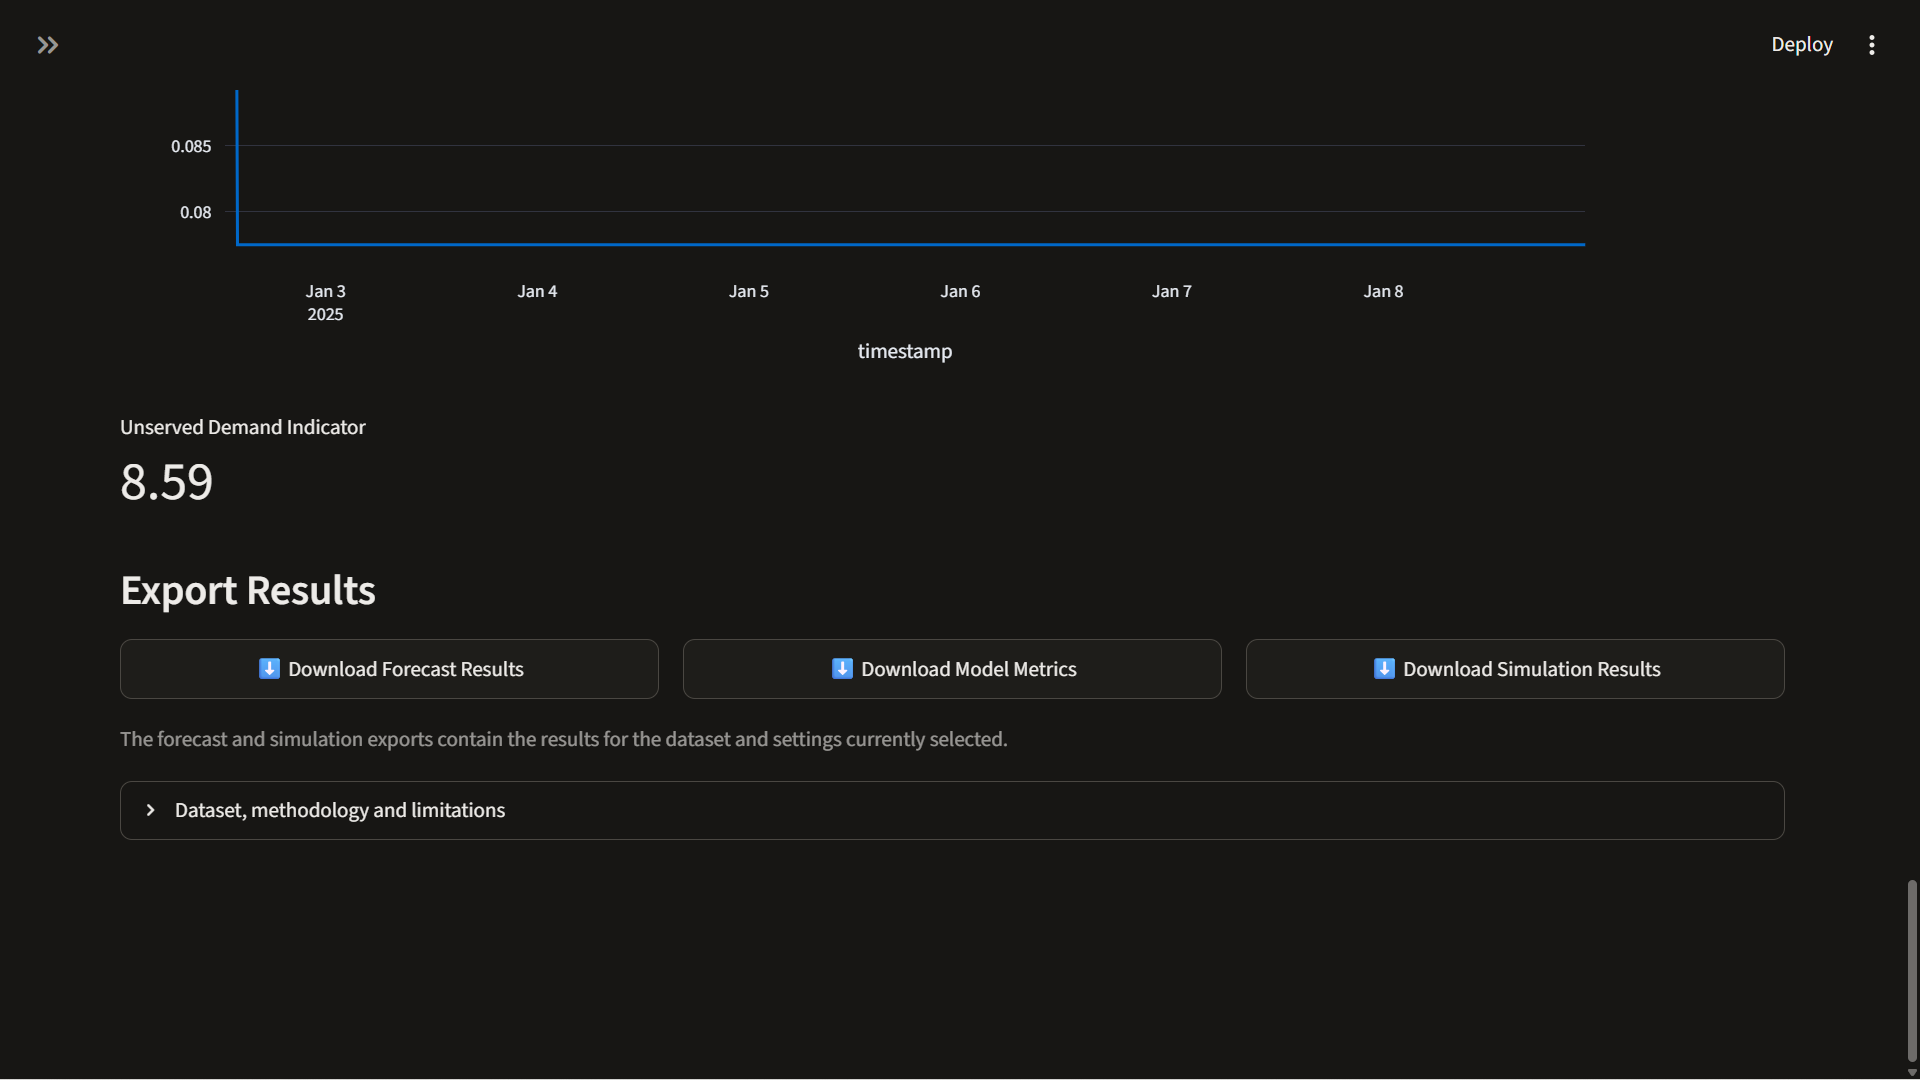 Deploy
0.085
0.08
Jan 3
2025
Jan 4
Jan 5
Jan 6
Jan 7
Jan 8
timestamp
Unserved Demand Indicator
8.59
Export Results
Download Forecast Results
Download Model Metrics
Download Simulation Results
The forecast and simulation exports contain the results for the dataset and settings currently selected.
Dataset, methodology and limitations